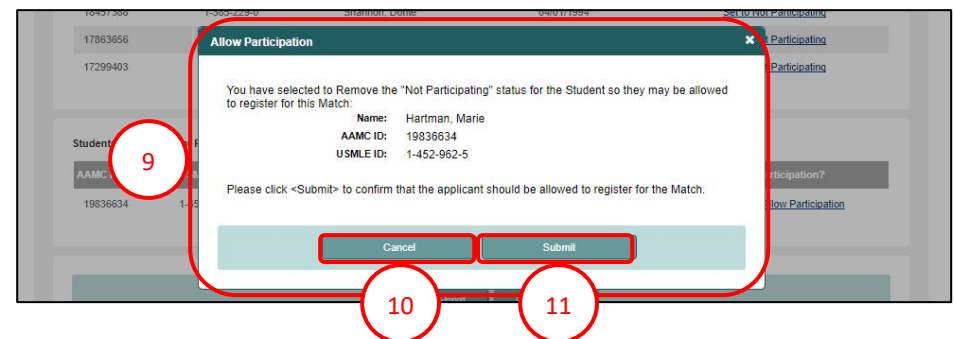 18457388 1-385-229-0 Shannon, Dorite 04/01/1994 Set to Not Participating
17863656 Allow Participation × t Participating
17299403 t Participating
You have selected to Remove the "Not Participating" status for the Student so they may be allowed
to register for this Match:
Name: Hartman, Marie
AAMC ID: 19836634
USMLE ID: 1-452-962-5
Student
9
AAMC rticipation?
Please click <Submit> to confirm that the applicant should be allowed to register for the Match.
19836634 llow Participation
Cancel Submit
10 11